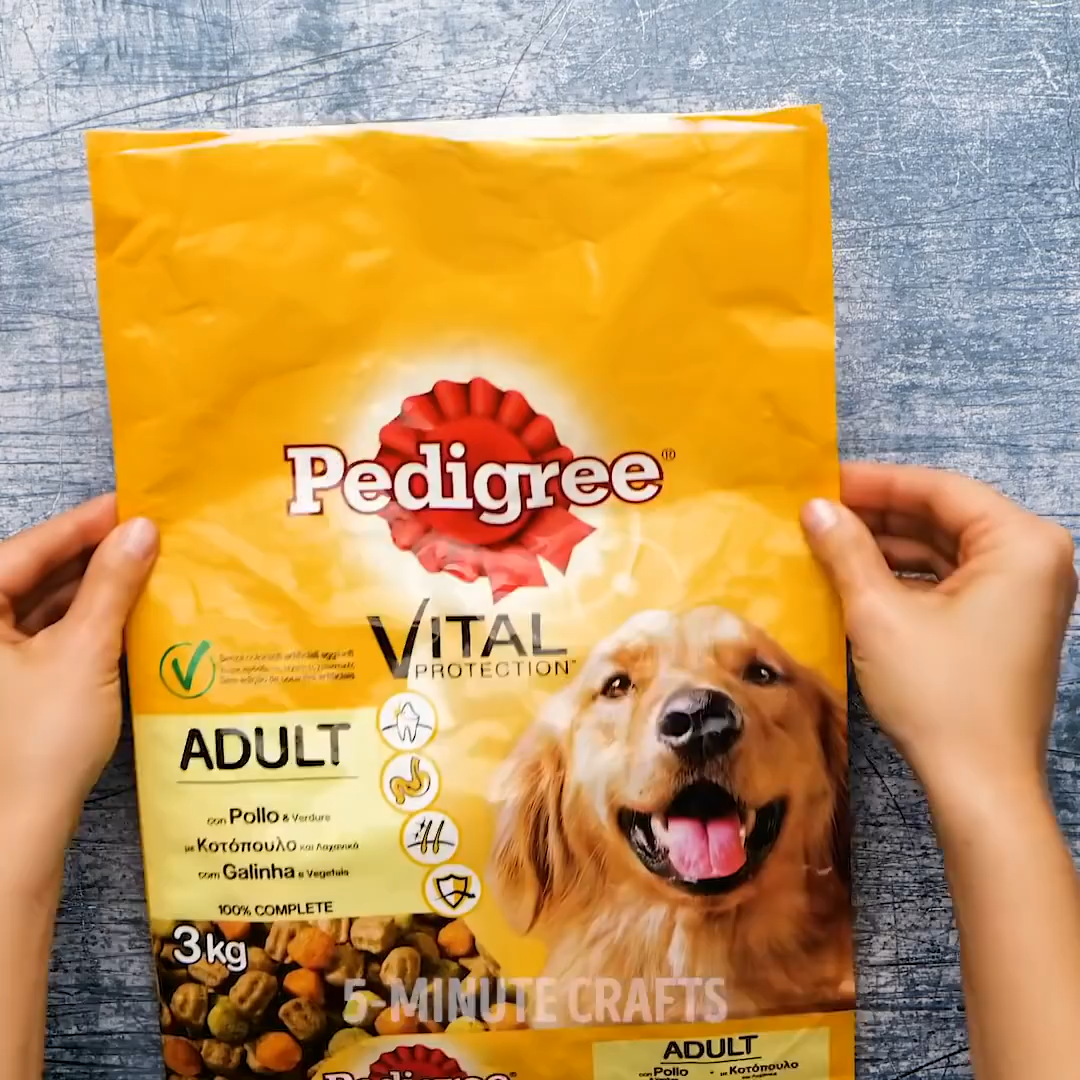 Pedigree®
VITAL
PROTECTION™
ADULT
con Pollo & Verdure
με Κοτόπουλο και Λαχανικά
com Galinha e Vegetais
100% COMPLETE
3kg
5-MINUTE CRAFTS
Pedigree®
ADULT
con Pollo
με Κοτόπουλο